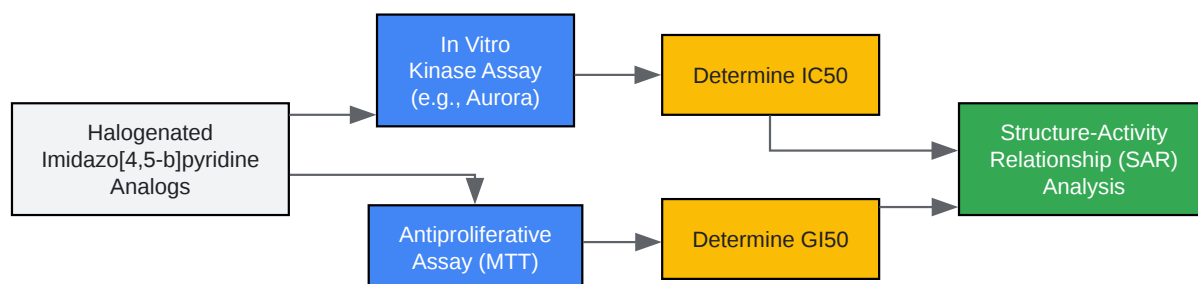 Halogenated
Imidazo[4,5-b]pyridine
Analogs
In Vitro
Kinase Assay
(e.g., Aurora)
Antiproliferative
Assay (MTT)
Determine IC50
Determine GI50
Structure-Activity
Relationship (SAR)
Analysis